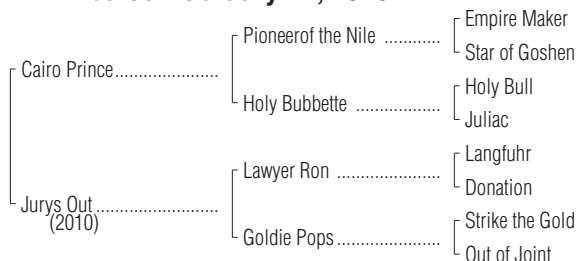 Cairo Prince......................
Pioneerof the Nile ............
Empire Maker
Star of Goshen
Holy Bubbette ..................
Holy Bull
Juliac
Jurys Out ..........................
(2010)
Lawyer Ron ......................
Langfuhr
Donation
Goldie Pops......................
Strike the Gold
Out of Joint